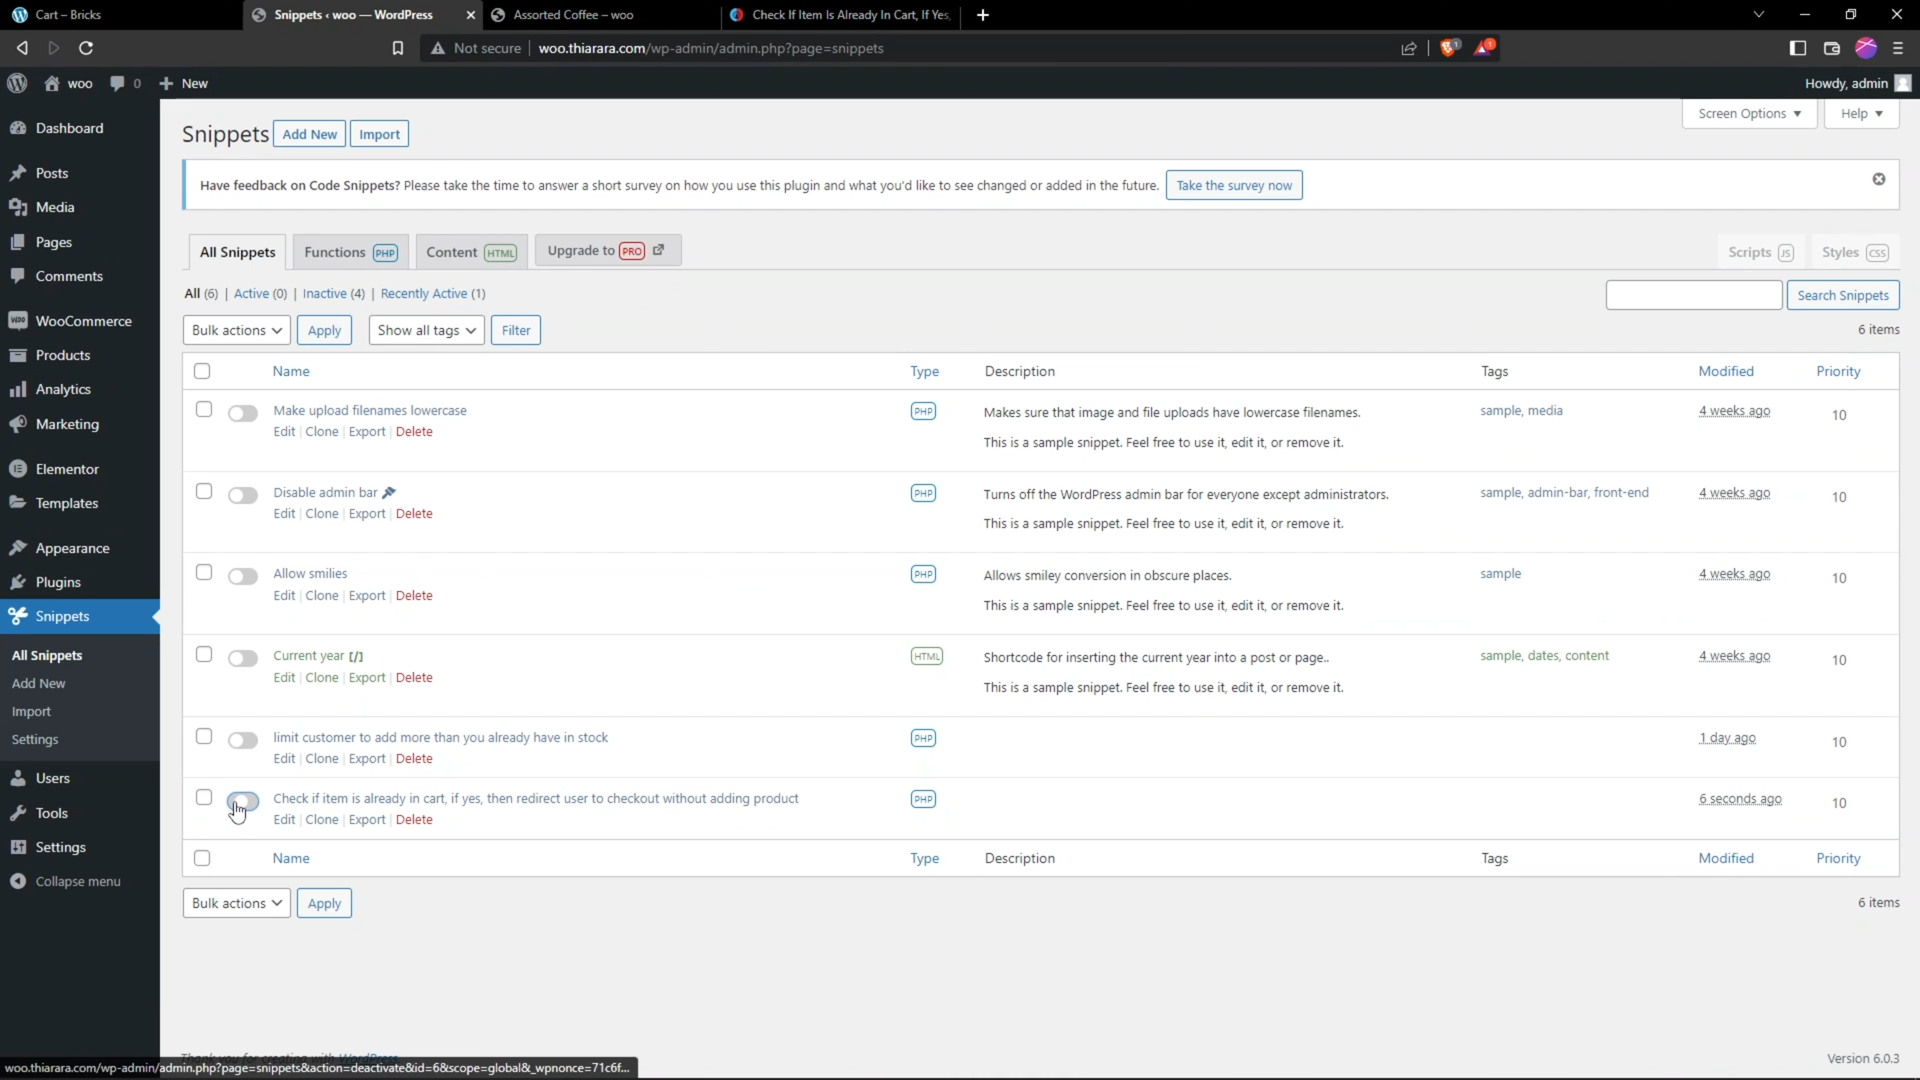 Cart – Bricks
Snippets ‹ woo — WordPress
Assorted Coffee – woo
Check If Item Is Already In Cart, If Yes,
Not secure
woo.thiarara.com/wp-admin/admin.php?page=snippets
woo
0
New
Howdy, admin
Dashboard
Posts
Media
Pages
Comments
WooCommerce
Products
Analytics
Marketing
Elementor
Templates
Appearance
Plugins
Snippets
All Snippets
Add New
Import
Settings
Users
Tools
Settings
Collapse menu
Screen Options
Help
Snippets
Add New
Import
Have feedback on Code Snippets? Please take the time to answer a short survey on how you use this plugin and what you'd like to see changed or added in the future.
Take the survey now
All Snippets
Functions PHP
Content HTML
Upgrade to PRO
Scripts JS
Styles CSS
All (6) | Active (0) | Inactive (4) | Recently Active (1)
Search Snippets
Bulk actions
Apply
Show all tags
Filter
6 items
Name Type Description Tags Modified Priority
Make upload filenames lowercase PHP Makes sure that image and file uploads have lowercase filenames. sample, media 4 weeks ago 10
Edit | Clone | Export | Delete
This is a sample snippet. Feel free to use it, edit it, or remove it.
Disable admin bar PHP Turns off the WordPress admin bar for everyone except administrators. sample, admin-bar, front-end 4 weeks ago 10
Edit | Clone | Export | Delete
This is a sample snippet. Feel free to use it, edit it, or remove it.
Allow smilies PHP Allows smiley conversion in obscure places. sample 4 weeks ago 10
Edit | Clone | Export | Delete
This is a sample snippet. Feel free to use it, edit it, or remove it.
Current year [/] HTML Shortcode for inserting the current year into a post or page.. sample, dates, content 4 weeks ago 10
Edit | Clone | Export | Delete
This is a sample snippet. Feel free to use it, edit it, or remove it.
limit customer to add more than you already have in stock PHP 1 day ago 10
Edit | Clone | Export | Delete
Check if item is already in cart, if yes, then redirect user to checkout without adding product PHP 6 seconds ago 10
Edit | Clone | Export | Delete
Name Type Description Tags Modified Priority
Bulk actions
Apply
6 items
Thank you for creating with WordPress.
Version 6.0.3
woo.thiarara.com/wp-admin/admin.php?page=snippets&action=deactivate&id=6&scope=global&_wpnonce=71c6f...